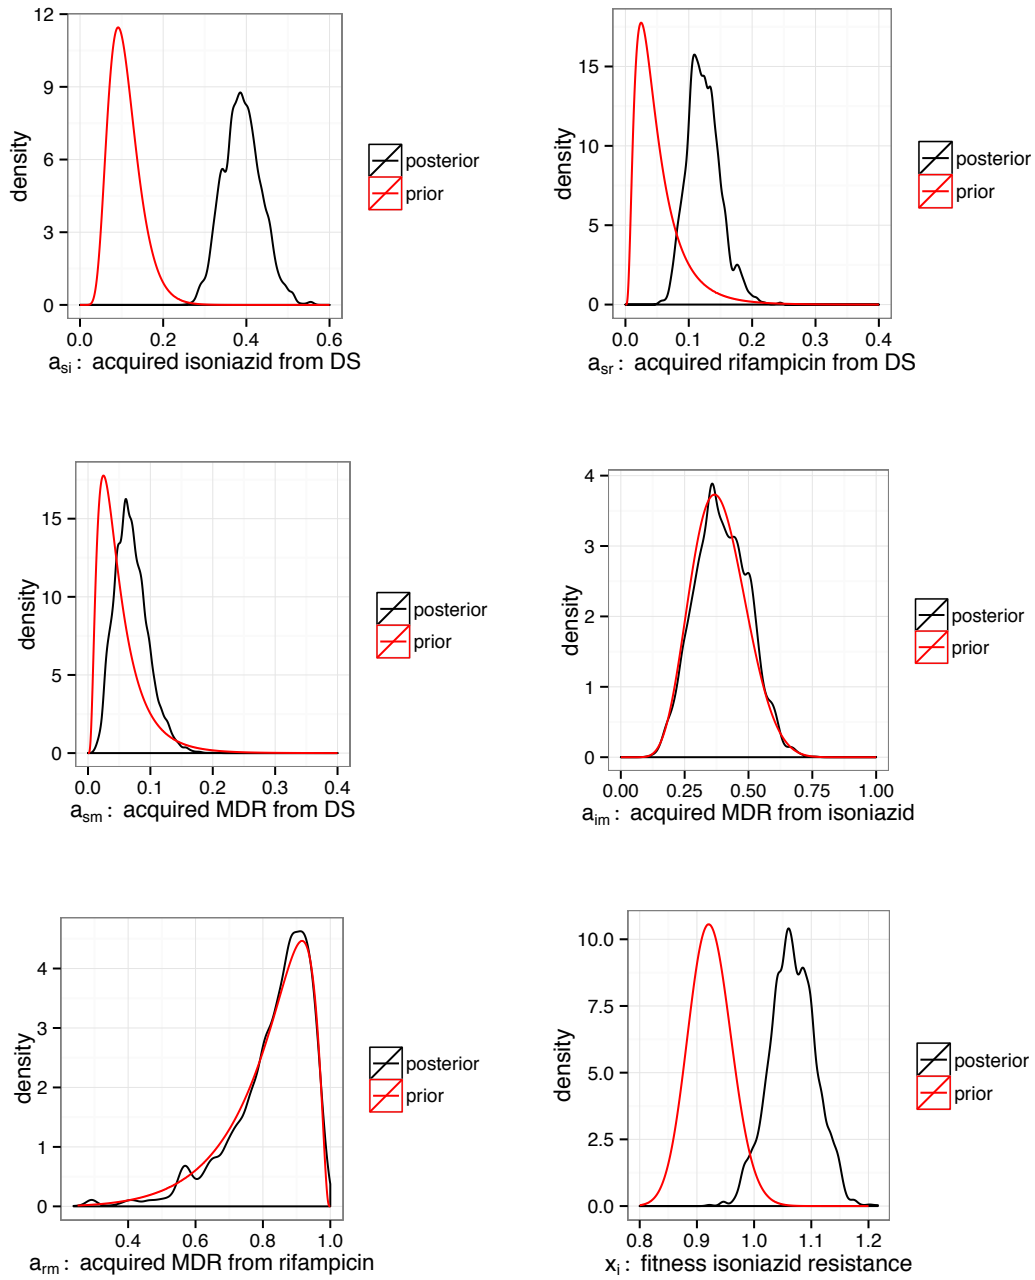 12
9
6
3
0
density
0.0 0.2 0.4 0.6
a_si : acquired isoniazid from DS
posterior
prior
15
10
5
0
density
0.0 0.1 0.2 0.3 0.4
a_sr : acquired rifampicin from DS
posterior
prior
15
10
5
0
density
0.0 0.1 0.2 0.3 0.4
a_sm : acquired MDR from DS
posterior
prior
4
3
2
1
0
density
0.00 0.25 0.50 0.75 1.00
a_im : acquired MDR from isoniazid
posterior
prior
4
3
2
1
0
density
0.4 0.6 0.8 1.0
a_rm : acquired MDR from rifampicin
posterior
prior
10.0
7.5
5.0
2.5
0.0
density
0.8 0.9 1.0 1.1 1.2
x_i : fitness isoniazid resistance
posterior
prior